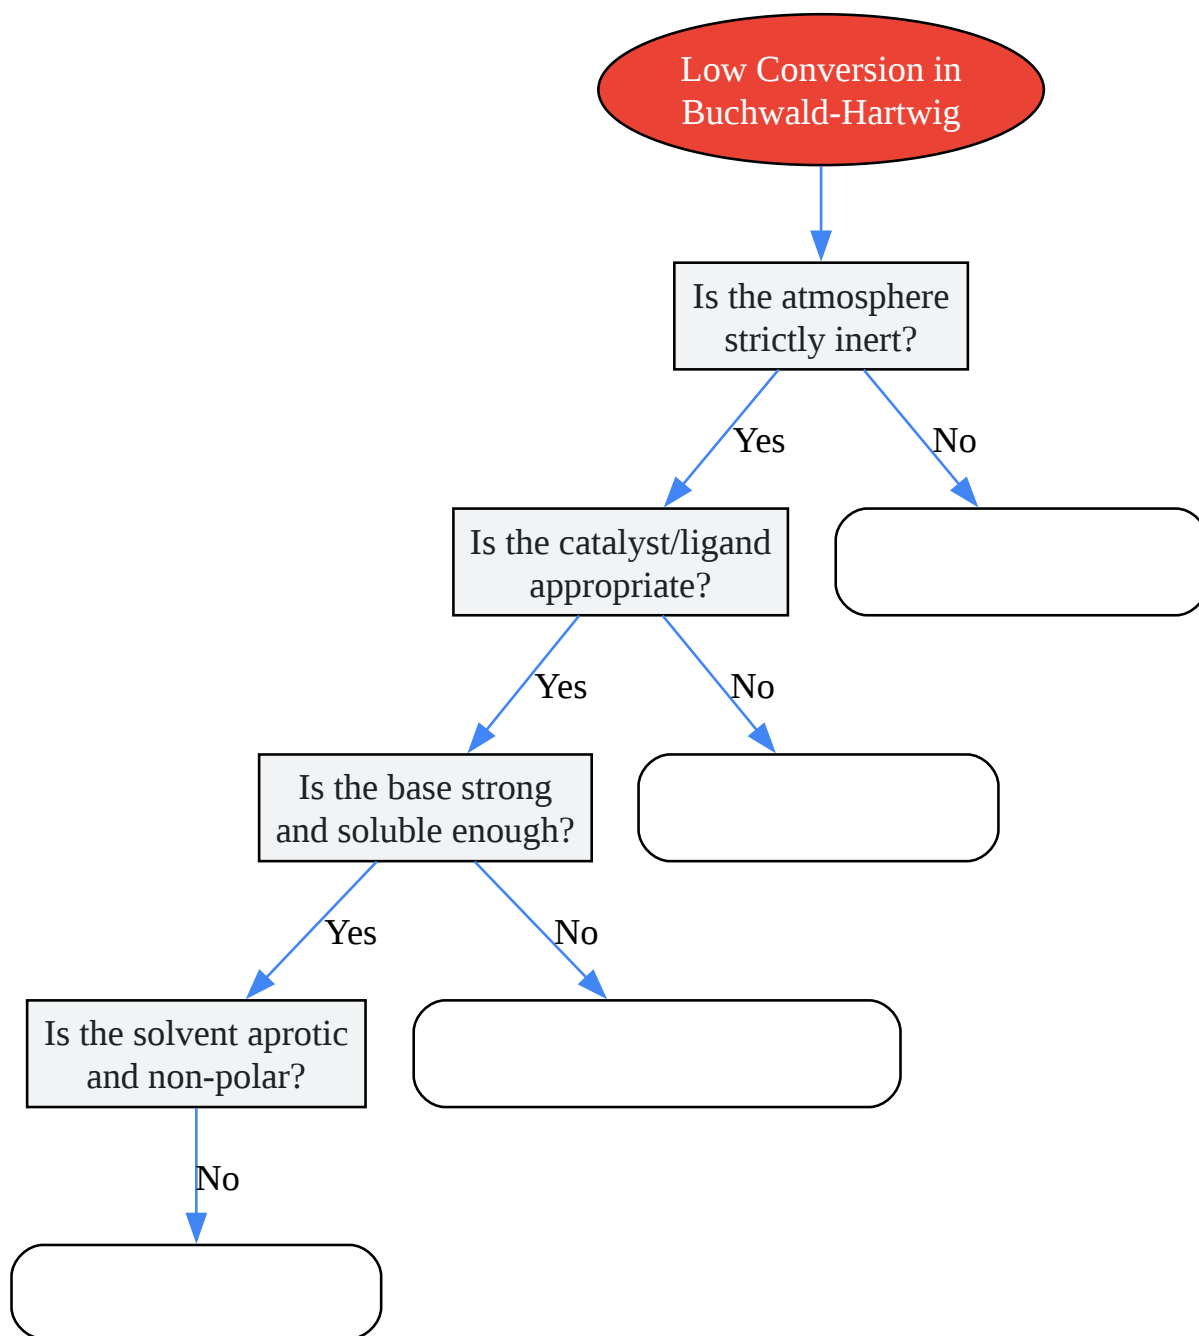 Low Conversion in
Buchwald-Hartwig
Is the atmosphere
strictly inert?
Yes
No
Is the catalyst/ligand
appropriate?
Yes
No
Is the base strong
and soluble enough?
Yes
No
Is the solvent aprotic
and non-polar?
No